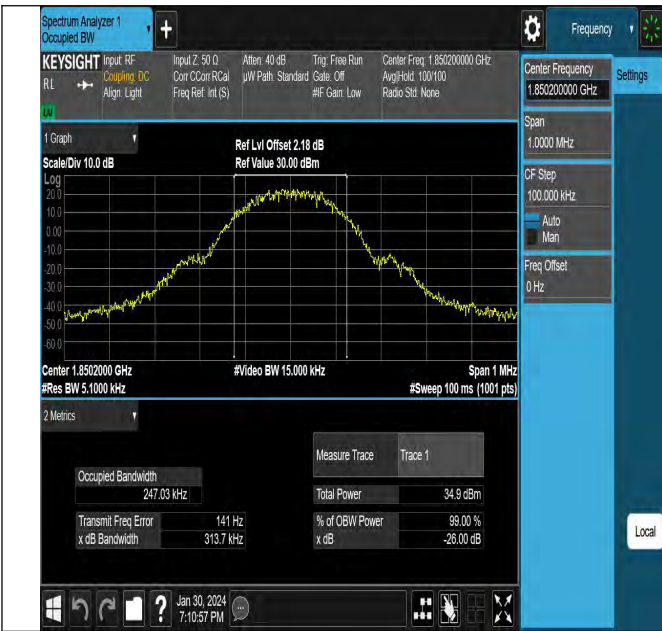 Spectrum Analyzer 1
Occupied BW
+
Frequency
KEYSIGHT
RL
Input: RF
Coupling: DC
Align: Light
Input Z: 50 Ω
Corr CCorr RCal
Freq Ref: Int (S)
Atten: 40 dB
µW Path: Standard
Trig: Free Run
Gate: Off
#IF Gain: Low
Center Freq: 1.850200000 GHz
Avg|Hold: 100/100
Radio Std: None
Center Frequency
1.850200000 GHz
Settings
Span
1.0000 MHz
CF Step
100.000 kHz
Auto
Man
Freq Offset
0 Hz
1 Graph
Scale/Div 10.0 dB
Ref Lvl Offset 2.18 dB
Ref Value 30.00 dBm
Log
20.0
10.0
0.00
-10.0
-20.0
-30.0
-40.0
-50.0
-60.0
Center 1.8502000 GHz
#Video BW 15.000 kHz
Span 1 MHz
#Res BW 5.1000 kHz
#Sweep 100 ms (1001 pts)
2 Metrics
Measure Trace
Trace 1
Occupied Bandwidth
247.03 kHz
Total Power
34.9 dBm
Transmit Freq Error
141 Hz
% of OBW Power
99.00 %
x dB Bandwidth
313.7 kHz
x dB
-26.00 dB
Local
?
Jan 30, 2024
7:10:57 PM